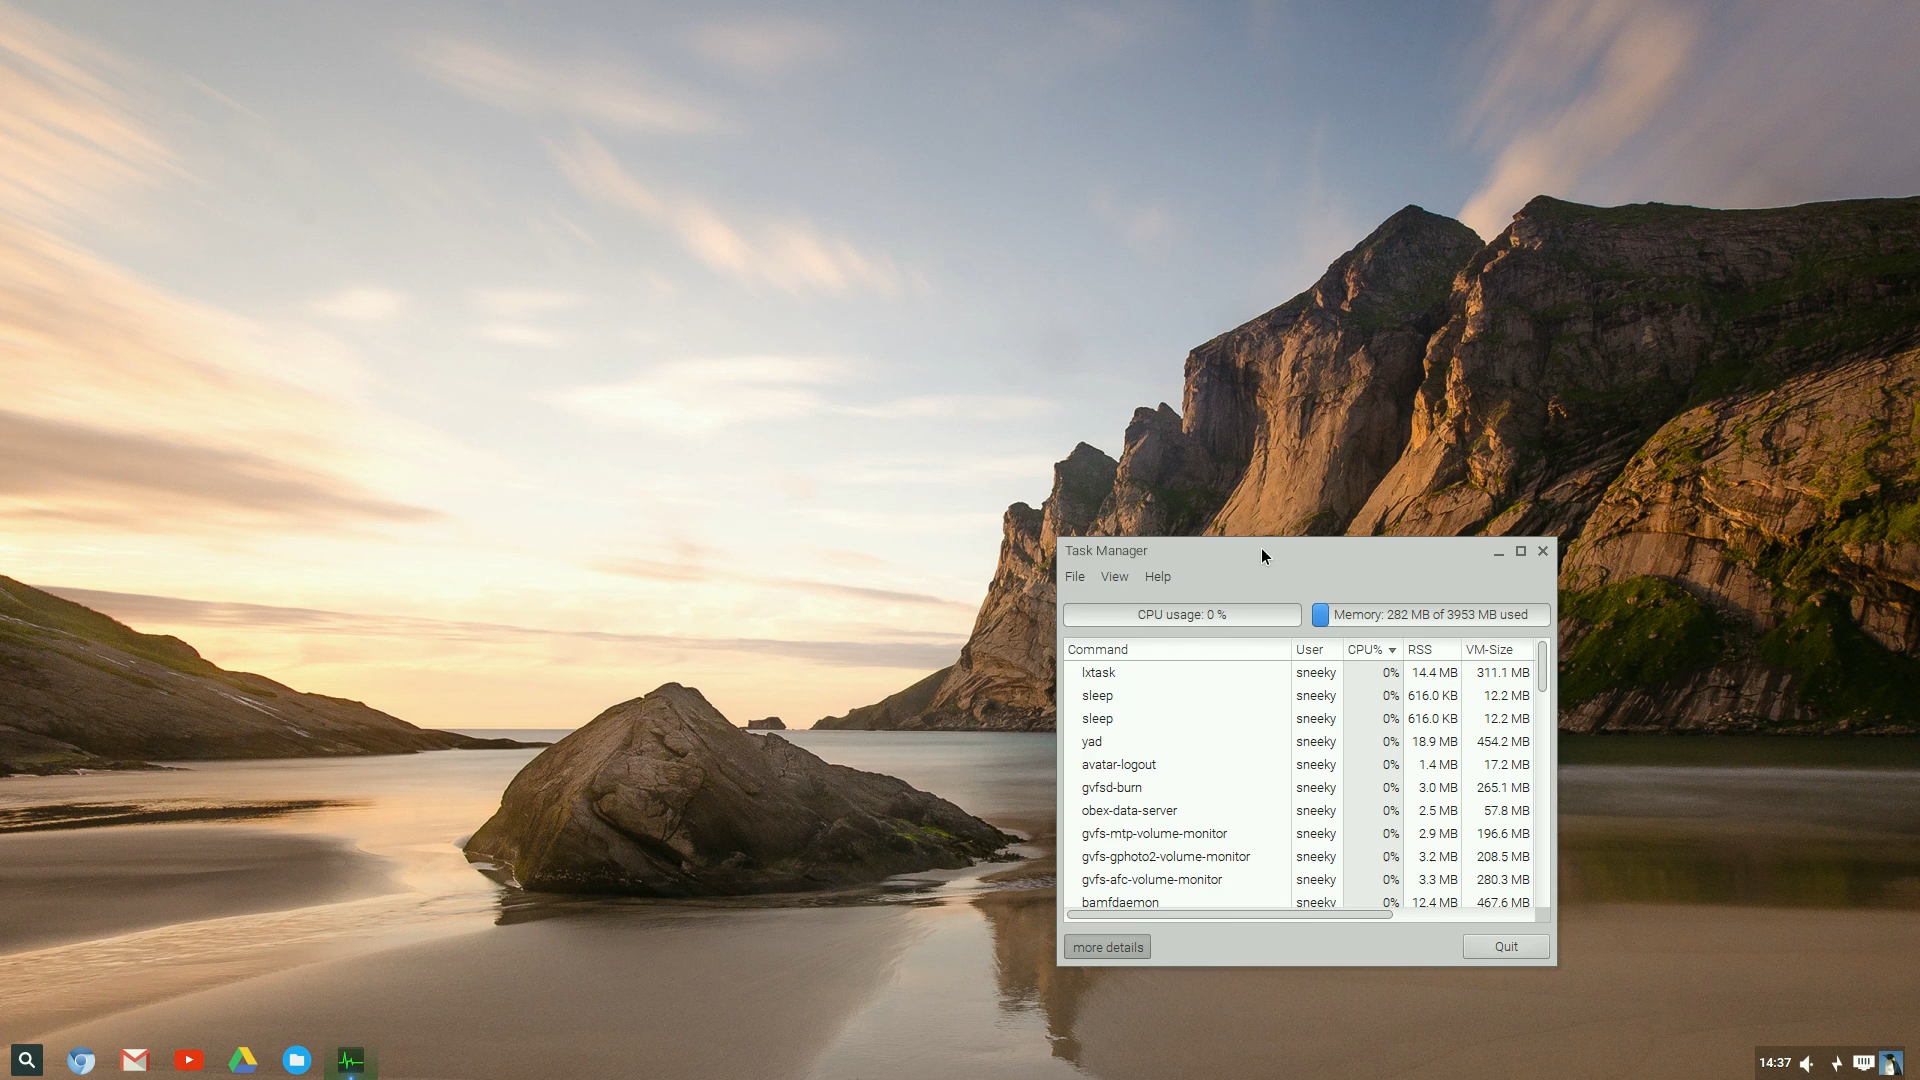 Task Manager
File View Help
CPU usage: 0 % Memory: 282 MB of 3953 MB used
Command User CPU% RSS VM-Size
lxtask sneeky 0% 14.4 MB 311.1 MB
sleep sneeky 0% 616.0 KB 12.2 MB
sleep sneeky 0% 616.0 KB 12.2 MB
yad sneeky 0% 18.9 MB 454.2 MB
avatar-logout sneeky 0% 1.4 MB 17.2 MB
gvfsd-burn sneeky 0% 3.0 MB 265.1 MB
obex-data-server sneeky 0% 2.5 MB 57.8 MB
gvfs-mtp-volume-monitor sneeky 0% 2.9 MB 196.6 MB
gvfs-gphoto2-volume-monitor sneeky 0% 3.2 MB 208.5 MB
gvfs-afc-volume-monitor sneeky 0% 3.3 MB 280.3 MB
bamfdaemon sneeky 0% 12.4 MB 467.6 MB
more details Quit
14:37